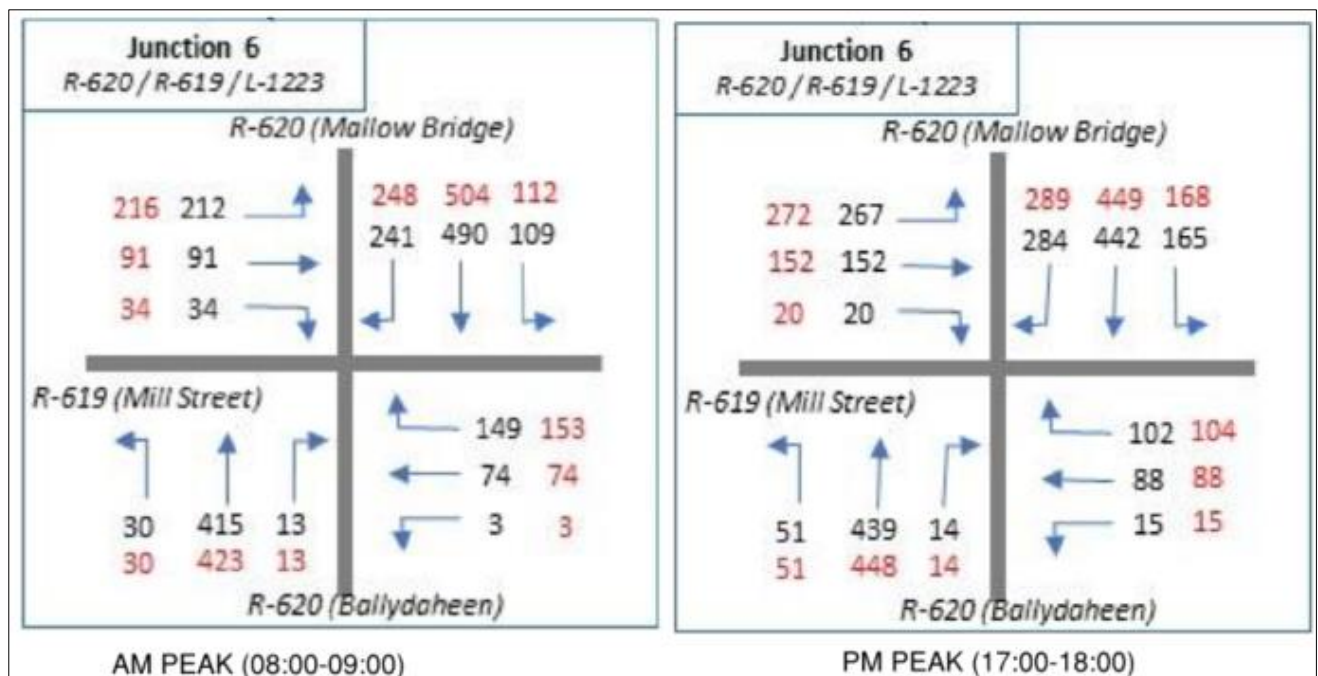 Junction 6
R-620 / R-619 / L-1223
R-620 (Mallow Bridge)
216 212
248 504 112
241 490 109
91 91
34 34
R-619 (Mill Street)
149 153
74 74
3 3
30 415 13
30 423 13
R-620 (Ballydaheen)
AM PEAK (08:00-09:00)
Junction 6
R-620 / R-619 / L-1223
R-620 (Mallow Bridge)
272 267
289 449 168
284 442 165
152 152
20 20
R-619 (Mill Street)
102 104
88 88
15 15
51 439 14
51 448 14
R-620 (Ballydaheen)
PM PEAK (17:00-18:00)